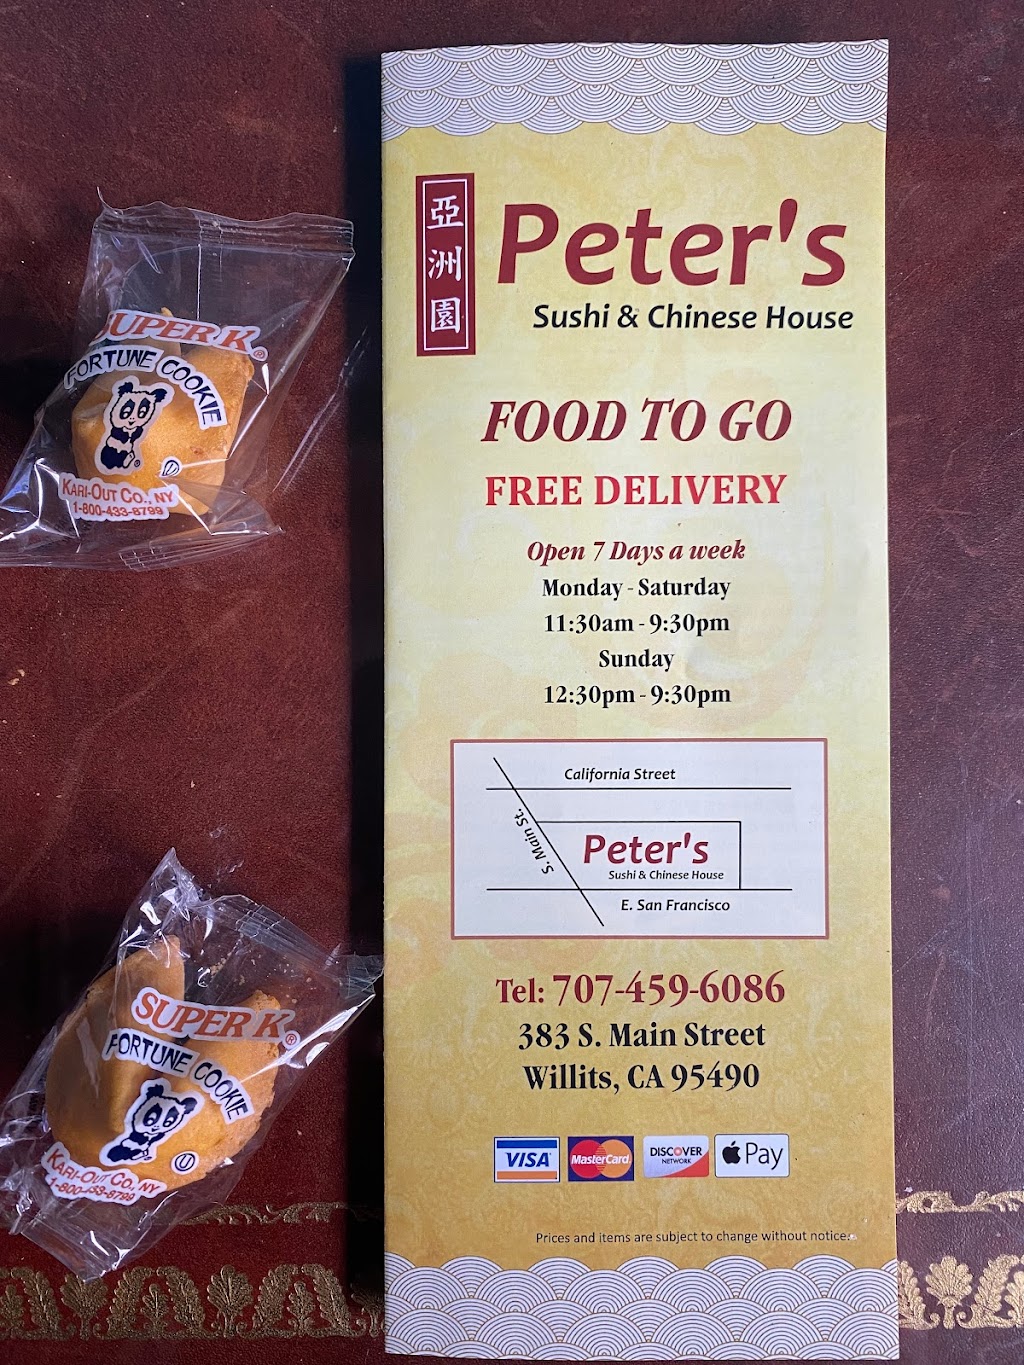 亞洲園
Peter's
Sushi & Chinese House
FOOD TO GO
FREE DELIVERY
Open 7 Days a week
Monday - Saturday
11:30am - 9:30pm
Sunday
12:30pm - 9:30pm
California Street
S. Main St.
Peter's
Sushi & Chinese House
E. San Francisco
Tel: 707-459-6086
383 S. Main Street
Willits, CA 95490
VISA
MasterCard
DISCOVER
NETWORK
Pay
Prices and items are subject to change without notice.
SUPER K®
FORTUNE COOKIE
®
U
KARI-OUT CO., NY
1-800-433-8799
SUPER K®
FORTUNE COOKIE
U
KARI-OUT CO., NY
1-800-433-8799